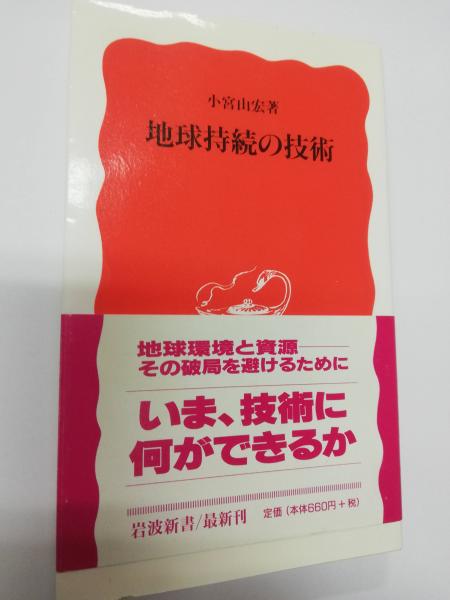 小宮山宏著
地球持続の技術
地球環境と資源――
その破局を避けるために
いま、技術に
何ができるか
岩波新書/最新刊 定価(本体660円+税)